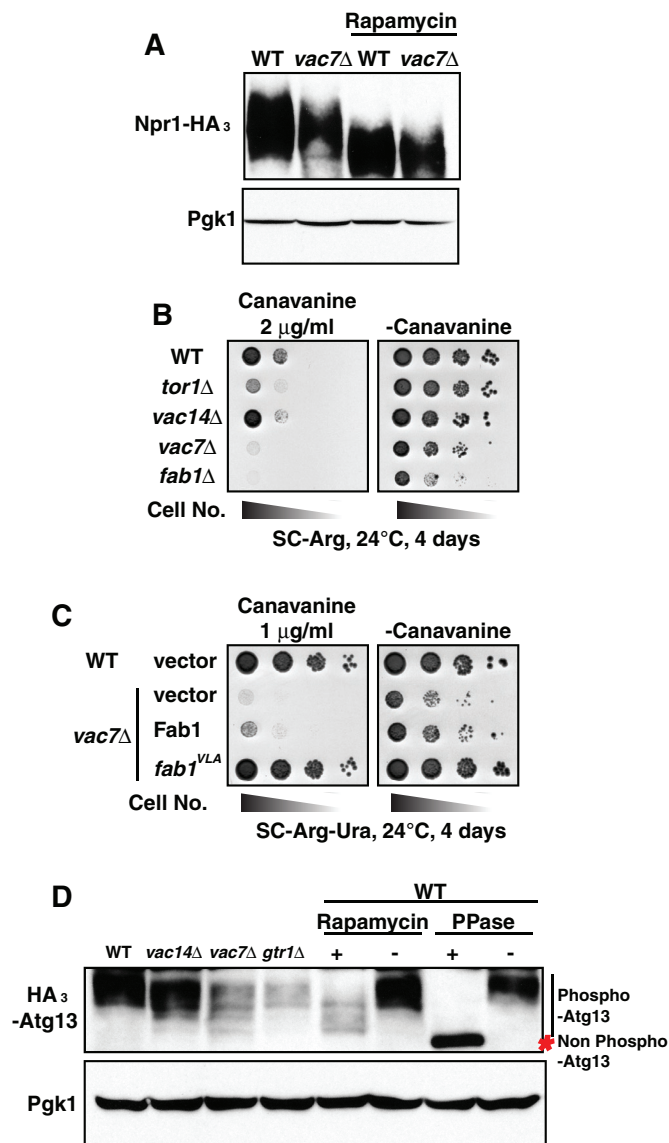 A
Rapamycin
WT vac7Δ WT vac7Δ
Npr1-HA₃
Pgk1
B
Canavanine
2 μg/ml
-Canavanine
WT
tor1Δ
vac14Δ
vac7Δ
fab1Δ
Cell No.
SC-Arg, 24°C, 4 days
C
Canavanine
1 μg/ml
-Canavanine
WT vector
vac7Δ
vector
Fab1
fab1^VLA
Cell No.
SC-Arg-Ura, 24°C, 4 days
D
WT
Rapamycin PPase
WT vac14Δ vac7Δ gtr1Δ + - + -
HA₃
-Atg13
Phospho
-Atg13
* Non Phospho
-Atg13
Pgk1